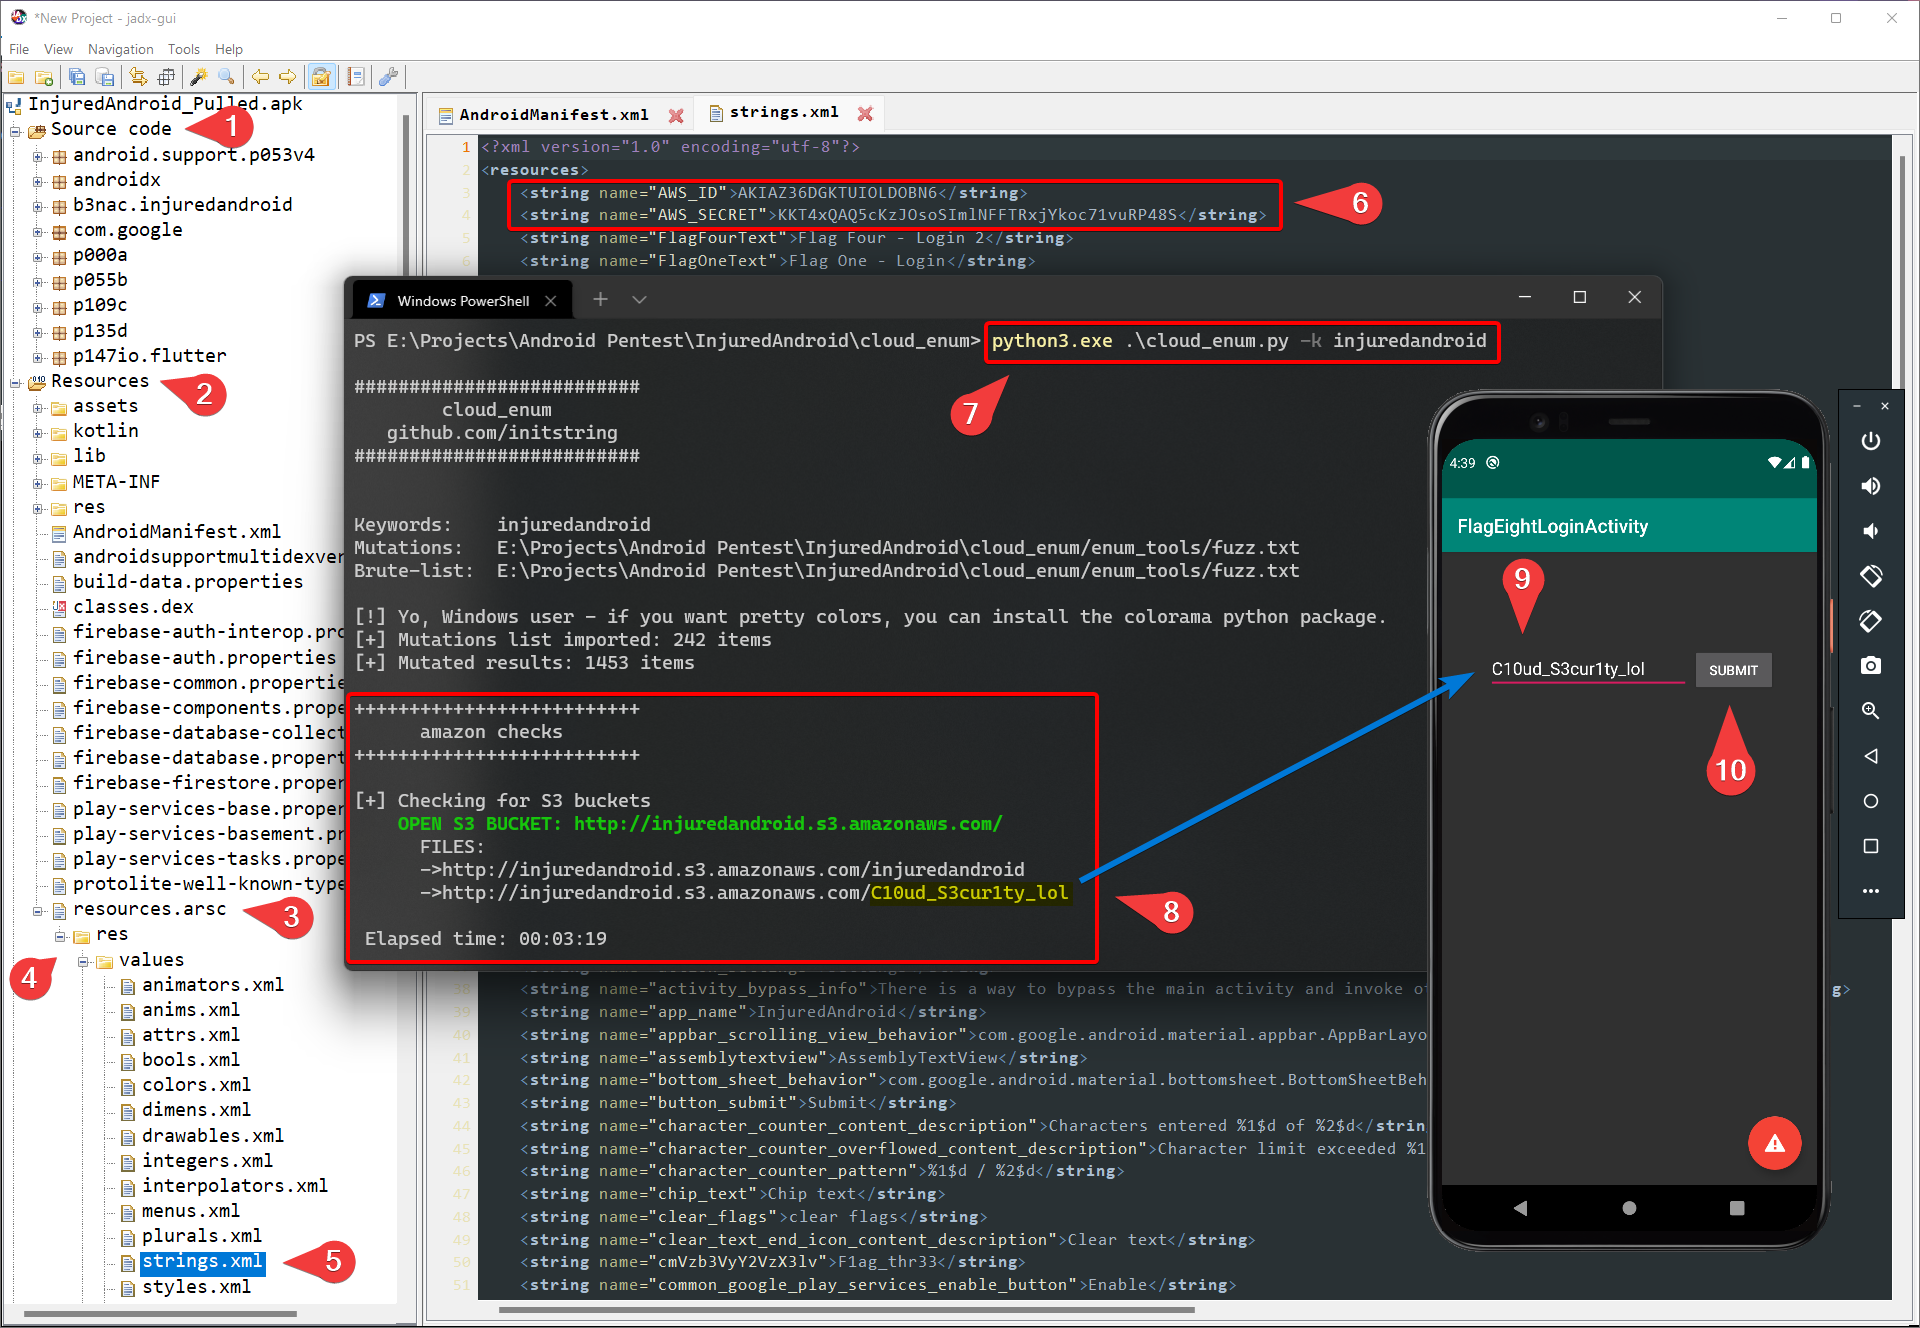 *New Project - jadx-gui
File View Navigation Tools Help
InjuredAndroid_Pulled.apk
Source code
1
android.support.p053v4
androidx
b3nac.injuredandroid
com.google
p000a
p055b
p109c
p135d
p147io.flutter
Resources
2
assets
kotlin
lib
META-INF
res
AndroidManifest.xml
androidsupportmultidexver
build-data.properties
classes.dex
firebase-auth-interop.pro
firebase-auth.properties
firebase-common.propertie
firebase-components.prope
firebase-database-collect
firebase-database.propert
firebase-firestore.proper
play-services-base.proper
play-services-basement.pr
play-services-tasks.prope
protolite-well-known-type
resources.arsc
3
res
4
values
animators.xml
anims.xml
attrs.xml
bools.xml
colors.xml
dimens.xml
drawables.xml
integers.xml
interpolators.xml
menus.xml
plurals.xml
strings.xml
5
styles.xml
AndroidManifest.xml
strings.xml
1 <?xml version="1.0" encoding="utf-8"?>
2 <resources>
3 <string name="AWS_ID">AKIAZ36DGKTUIOLDOBN6</string>
4 <string name="AWS_SECRET">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</string>
6
5 <string name="FlagFourText">Flag Four - Login 2</string>
6 <string name="FlagOneText">Flag One - Login</string>
Windows PowerShell
PS E:\Projects\Android Pentest\InjuredAndroid\cloud_enum> python3.exe .\cloud_enum.py -k injuredandroid
7
##########################
cloud_enum
github.com/initstring
##########################
Keywords: injuredandroid
Mutations: E:\Projects\Android Pentest\InjuredAndroid\cloud_enum/enum_tools/fuzz.txt
Brute-list: E:\Projects\Android Pentest\InjuredAndroid\cloud_enum/enum_tools/fuzz.txt
[!] Yo, Windows user - if you want pretty colors, you can install the colorama python package.
[+] Mutations list imported: 242 items
[+] Mutated results: 1453 items
++++++++++++++++++++++++++
amazon checks
++++++++++++++++++++++++++
[+] Checking for S3 buckets
OPEN S3 BUCKET: http://injuredandroid.s3.amazonaws.com/
FILES:
->http://injuredandroid.s3.amazonaws.com/injuredandroid
->http://injuredandroid.s3.amazonaws.com/C10ud_S3cur1ty_lol
8
Elapsed time: 00:03:19
4:39
FlagEightLoginActivity
9
C10ud_S3cur1ty_lol
SUBMIT
10
38 <string name="activity_bypass_info">There is a way to bypass the main activity and invoke o
g>
39 <string name="app_name">InjuredAndroid</string>
40 <string name="appbar_scrolling_view_behavior">com.google.android.material.appbar.AppBarLayo
41 <string name="assemblytextview">AssemblyTextView</string>
42 <string name="bottom_sheet_behavior">com.google.android.material.bottomsheet.BottomSheetBeh
43 <string name="button_submit">Submit</string>
44 <string name="character_counter_content_description">Characters entered %1$d of %2$d</strin
45 <string name="character_counter_overflowed_content_description">Character limit exceeded %1
46 <string name="character_counter_pattern">%1$d / %2$d</string>
47 <string name="chip_text">Chip text</string>
48 <string name="clear_flags">clear flags</string>
49 <string name="clear_text_end_icon_content_description">Clear text</string>
50 <string name="cmVzb3VyY2VzX3lv">F1ag_thr33</string>
51 <string name="common_google_play_services_enable_button">Enable</string>